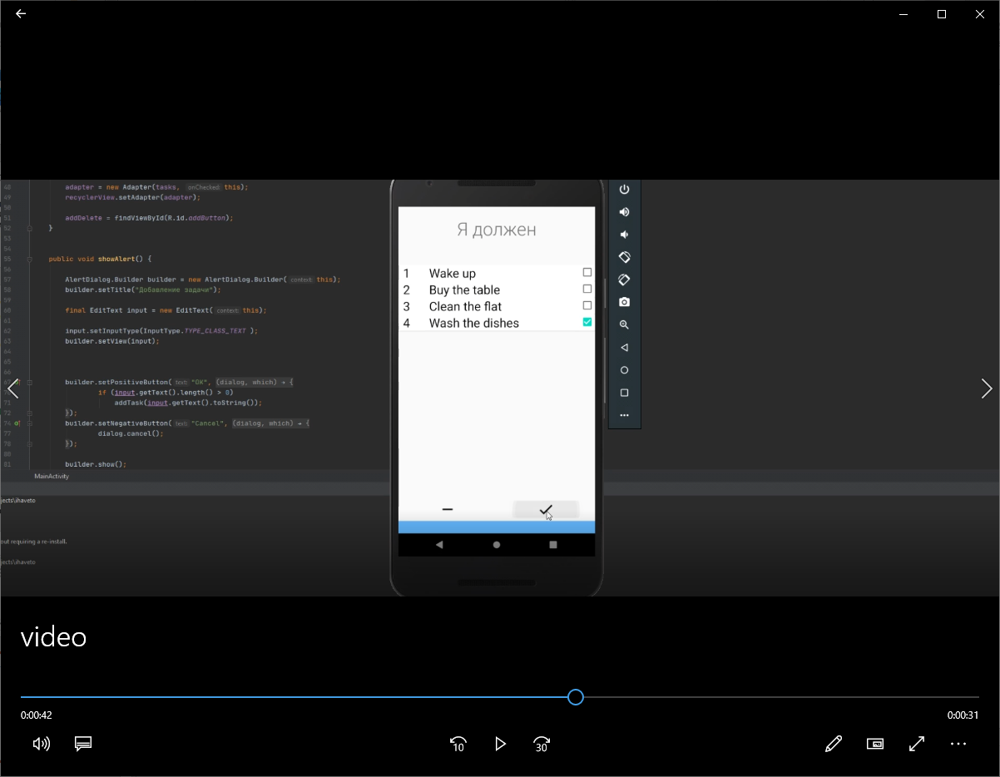 48 adapter = new Adapter(tasks, onChecked: this);
49 recyclerView.setAdapter(adapter);
50
51 addDelete = findViewById(R.id.addButton);
52 }
53
54
55 public void showAlert() {
56
57 AlertDialog.Builder builder = new AlertDialog.Builder( context: this);
58 builder.setTitle("Добавление задачи");
59
60 final EditText input = new EditText( context: this);
61
62 input.setInputType(InputType.TYPE_CLASS_TEXT );
63 builder.setView(input);
64
65
66
67 builder.setPositiveButton( text: "OK", (dialog, which) → {
70 if (input.getText().length() > 0)
71 addTask(input.getText().toString());
72 });
74 builder.setNegativeButton( text: "Cancel", (dialog, which) → {
77 dialog.cancel();
78 });
80
81 builder.show();
MainActivity
jects\ihaveto
out requiring a re-install.
jects\ihaveto
Я должен
1 Wake up
2 Buy the table
3 Clean the flat
4 Wash the dishes
video
0:00:42
0:00:31
10
30